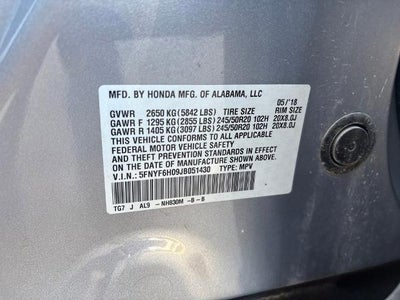 MFD. BY HONDA MFG. OF ALABAMA, LLC
GVWR 2650 KG (5842 LBS) TIRE SIZE 05/'18 RIM SIZE
GAWR F 1295 KG (2855 LBS) 245/50R20 102H 20X8.0J
GAWR R 1405 KG (3097 LBS) 245/50R20 102H 20X8.0J
THIS VEHICLE CONFORMS TO ALL APPLICABLE
FEDERAL MOTOR VEHICLE SAFETY, BUMPER
AND THEFT PREVENTION STANDARDS IN EFFECT
ON THE DATE OF MANUFACTURE SHOWN ABOVE.
V.I.N.: 5FNYF6H09JB051430 TYPE: MPV
TG7 J AL9 -NH830M -B-B